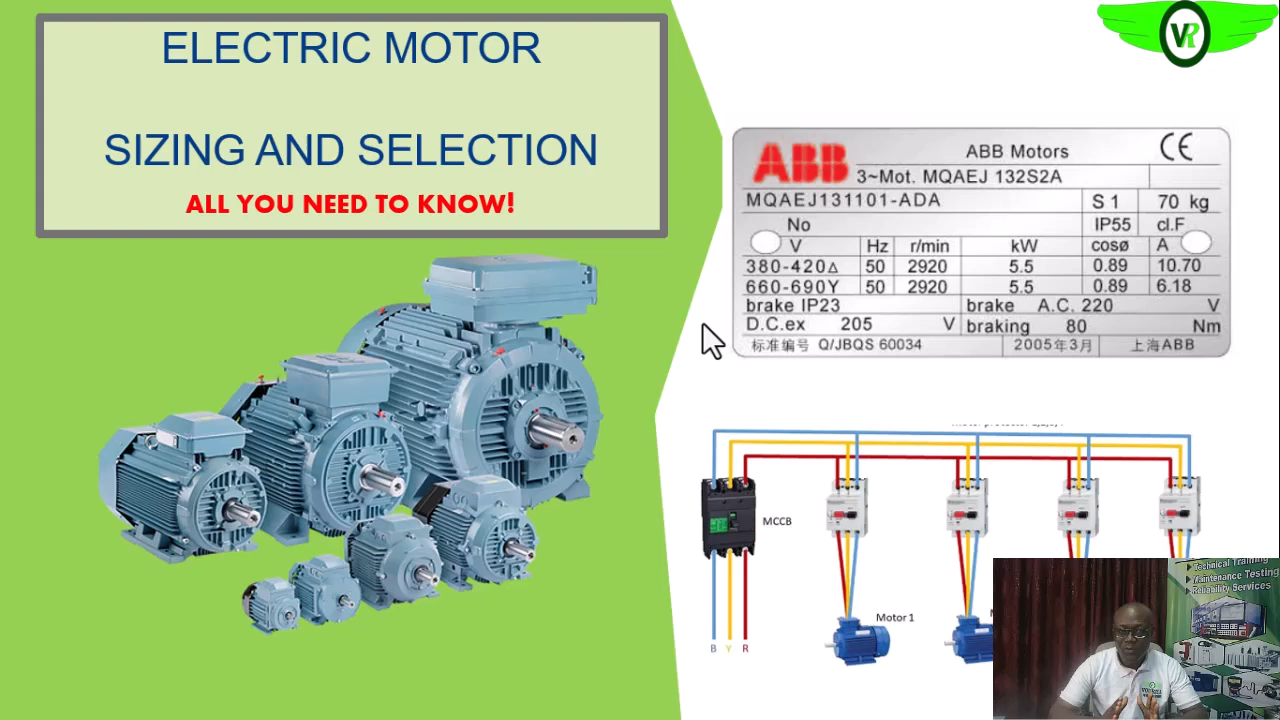 ELECTRIC MOTOR
SIZING AND SELECTION
ALL YOU NEED TO KNOW!
VR
ABB ABB Motors CE
3~Mot. MQAEJ 132S2A
MQAEJ131101-ADA S 1 70 kg
No IP55 cl.F
V Hz r/min kW cosø A
380-420Δ 50 2920 5.5 0.89 10.70
660-690Y 50 2920 5.5 0.89 6.18
brake IP23 brake A.C. 220 V
D.C.ex 205 V braking 80 Nm
标准编号 Q/JBQS 60034 2005年3月 上海ABB
MCCB
Motor 1
B Y R
Technical Training
Maintenance Testing
Reliability Services